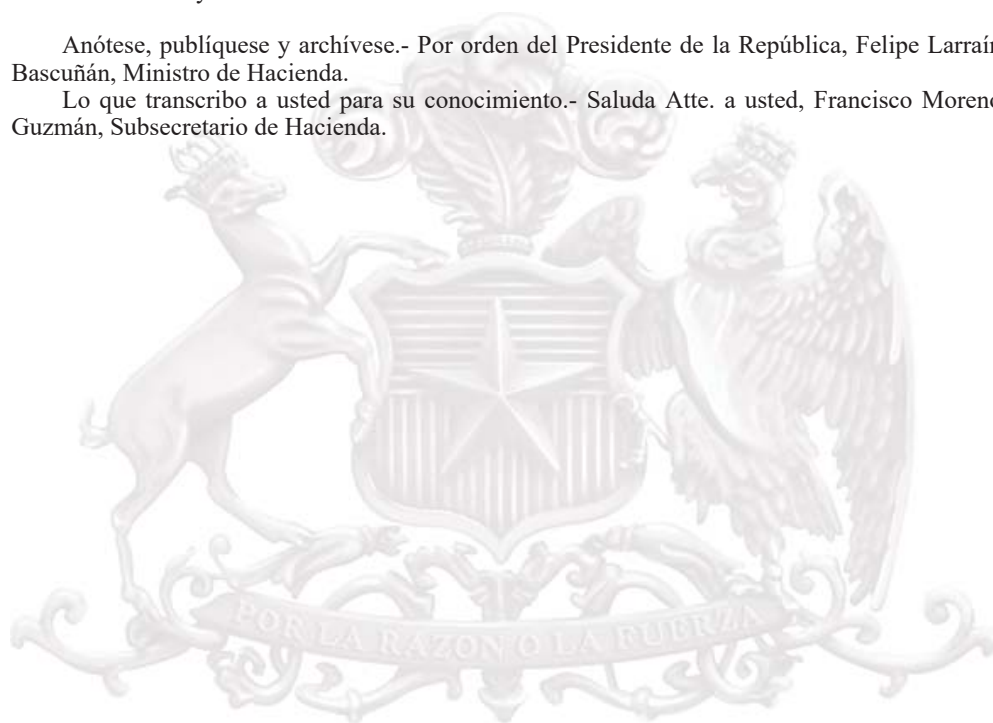 Anótese, publíquese y archívese.- Por orden del Presidente de la República, Felipe Larraín
Bascuñán, Ministro de Hacienda.
Lo que transcribo a usted para su conocimiento.- Saluda Atte. a usted, Francisco Moreno
Guzmán, Subsecretario de Hacienda.
POR LA RAZON O LA FUERZA